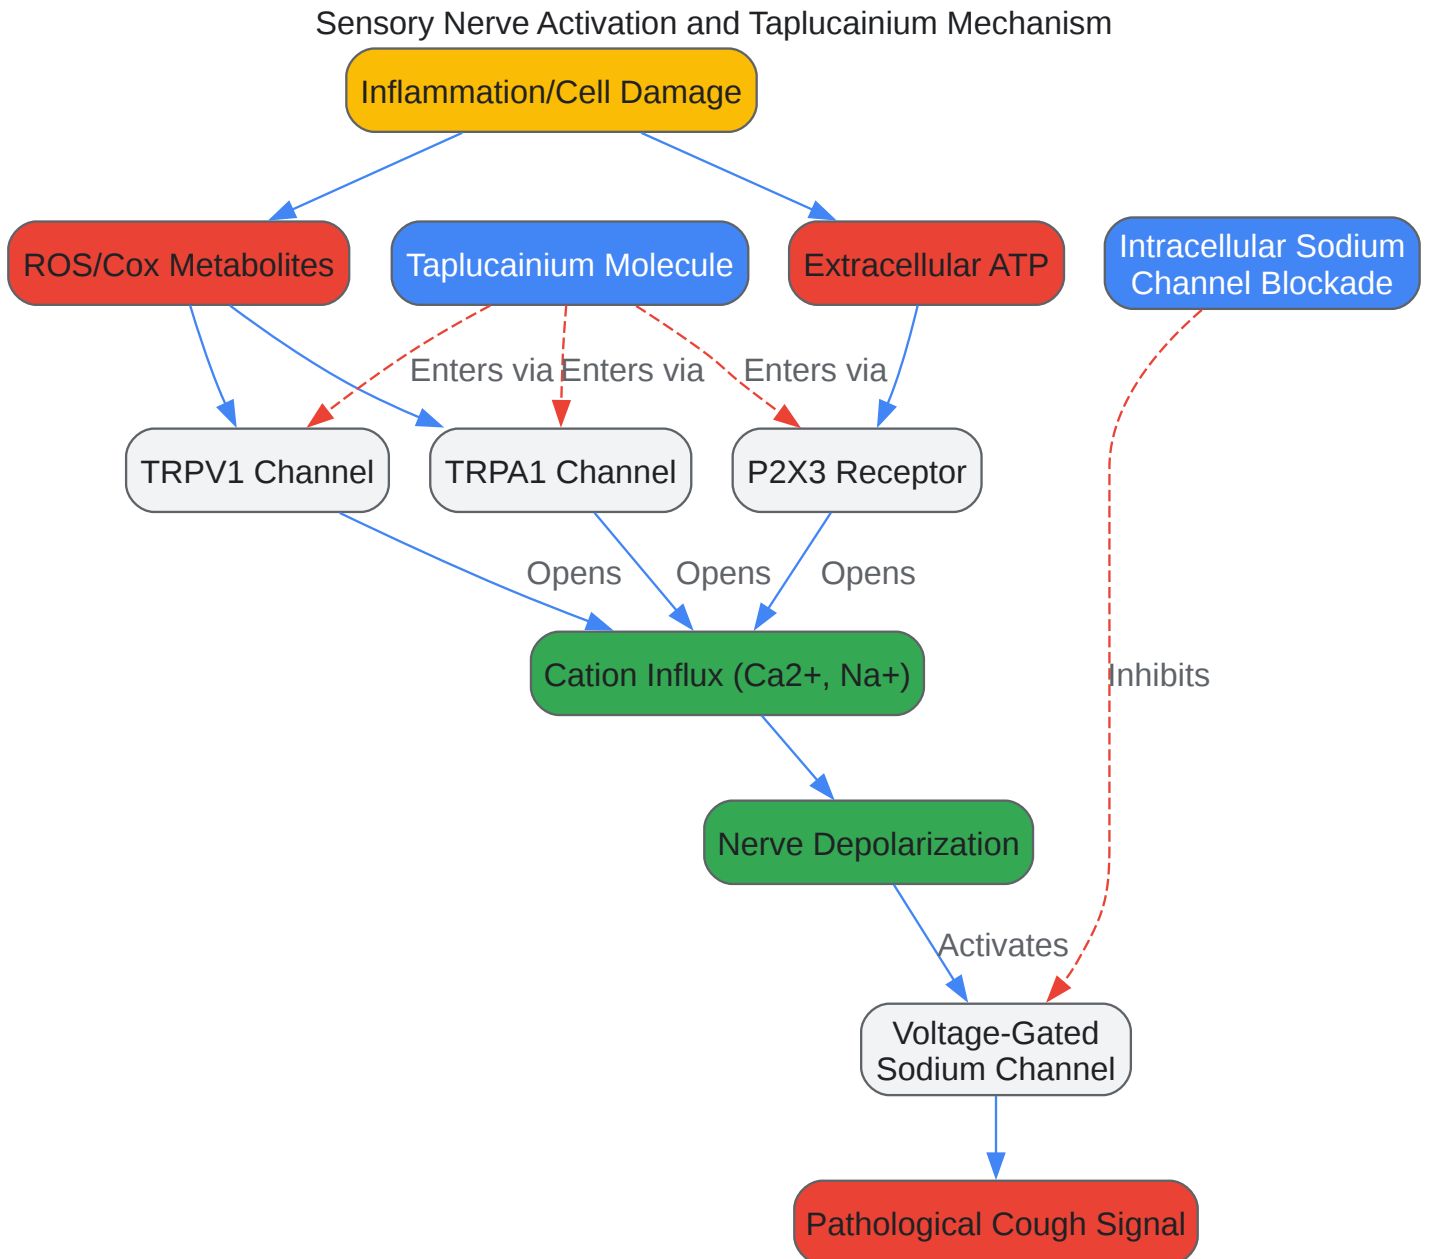 Sensory Nerve Activation and Taplucainium Mechanism
Inflammation/Cell Damage
ROS/Cox Metabolites
Taplucainium Molecule
Extracellular ATP
Intracellular Sodium
Channel Blockade
Enters via
Enters via
Enters via
TRPV1 Channel
TRPA1 Channel
P2X3 Receptor
Opens
Opens
Opens
Cation Influx (Ca2+, Na+)
Inhibits
Nerve Depolarization
Activates
Voltage-Gated
Sodium Channel
Pathological Cough Signal